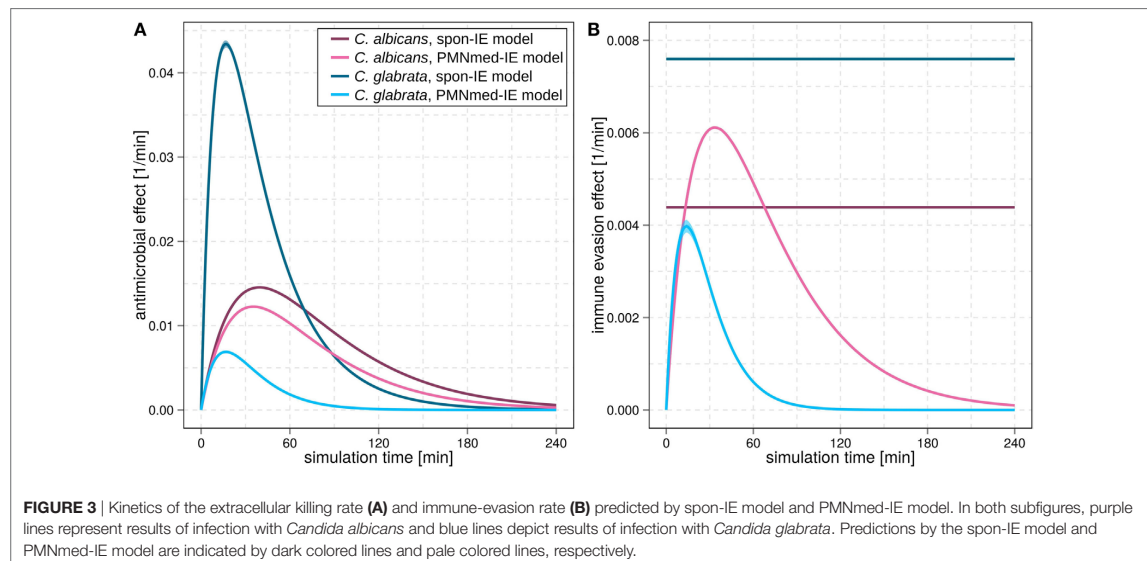 A
antimicrobial effect [1/min]
0.04
0.03
0.02
0.01
0.00
0
60
120
180
240
simulation time [min]
C. albicans, spon-IE model
C. albicans, PMNmed-IE model
C. glabrata, spon-IE model
C. glabrata, PMNmed-IE model
B
immune evasion effect [1/min]
0.008
0.006
0.004
0.002
0.000
0
60
120
180
240
simulation time [min]
FIGURE 3 | Kinetics of the extracellular killing rate (A) and immune-evasion rate (B) predicted by spon-IE model and PMNmed-IE model. In both subfigures, purple
lines represent results of infection with Candida albicans and blue lines depict results of infection with Candida glabrata. Predictions by the spon-IE model and
PMNmed-IE model are indicated by dark colored lines and pale colored lines, respectively.